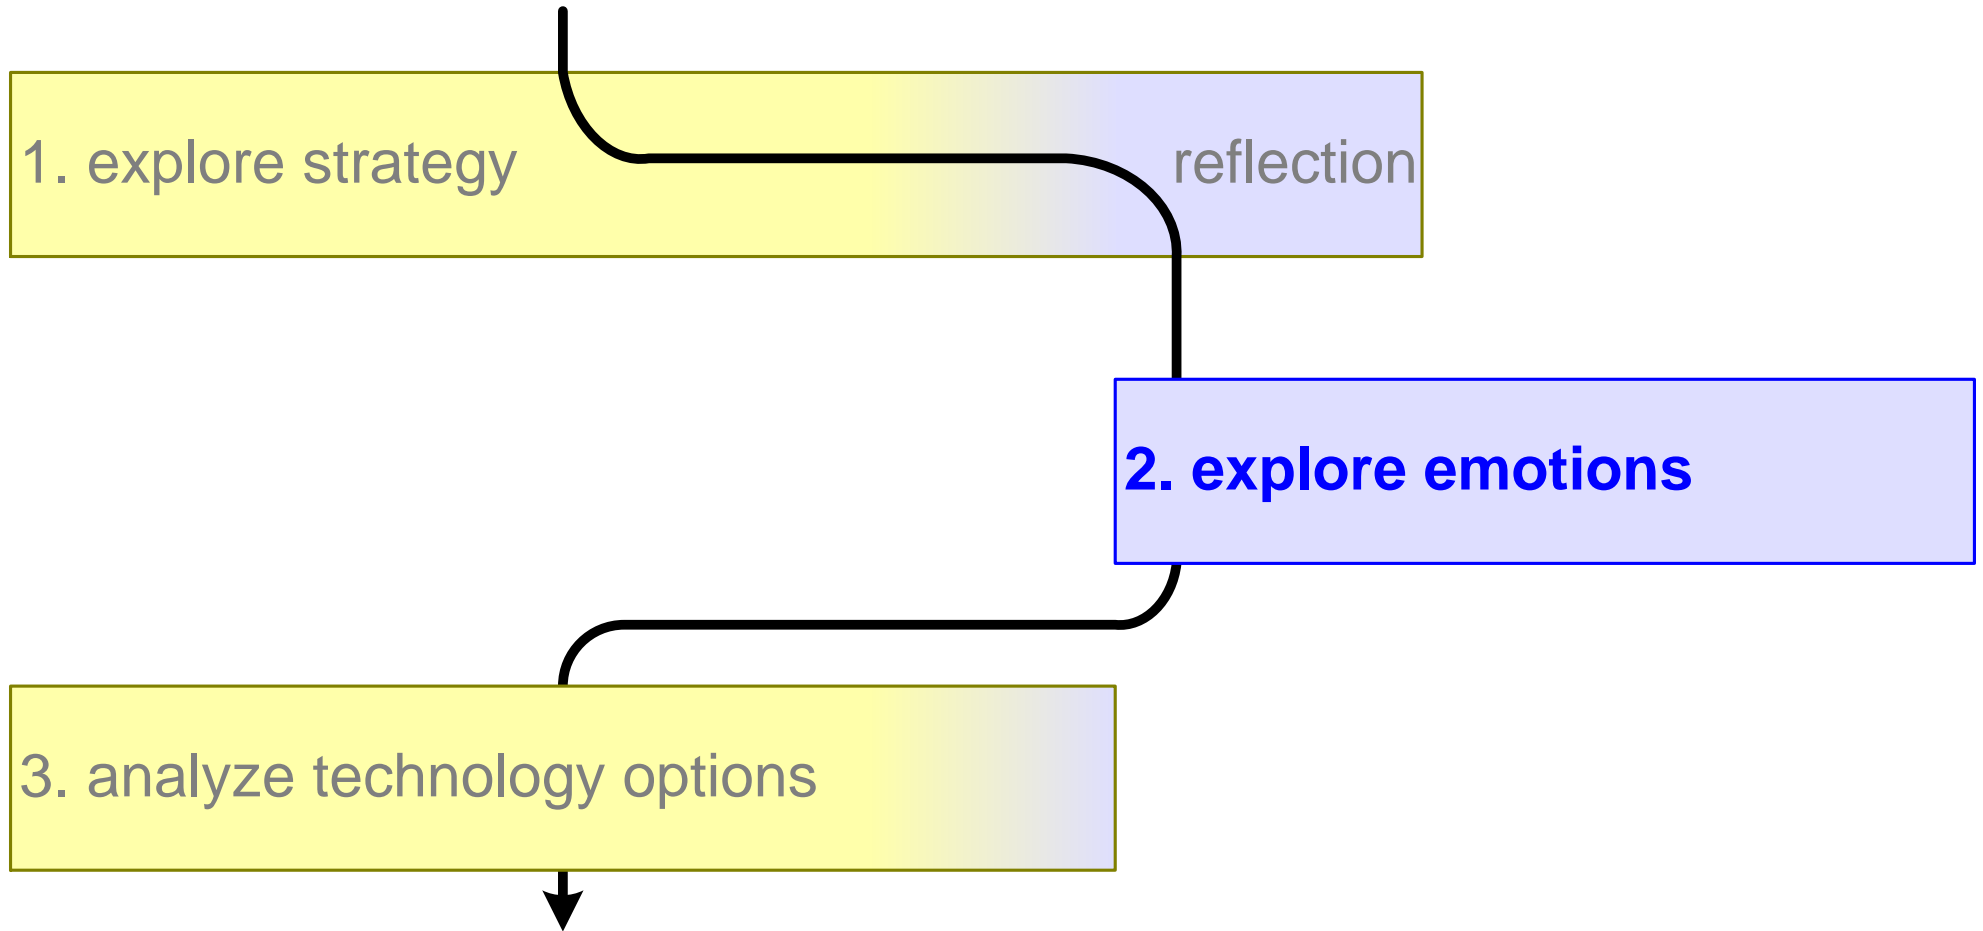 1. explore strategy
reflection
2. explore emotions
3. analyze technology options